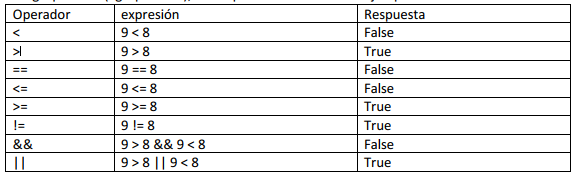 Operador expresión Respuesta
< 9 < 8 False
> 9 > 8 True
== 9 == 8 False
<= 9 <= 8 False
>= 9 >= 8 True
!= 9 != 8 True
&& 9 > 8 && 9 < 8 False
|| 9 > 8 || 9 < 8 True